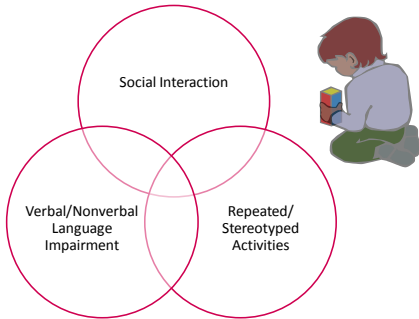 Social Interaction
Verbal/Nonverbal
Language
Impairment
Repeated/
Stereotyped
Activities